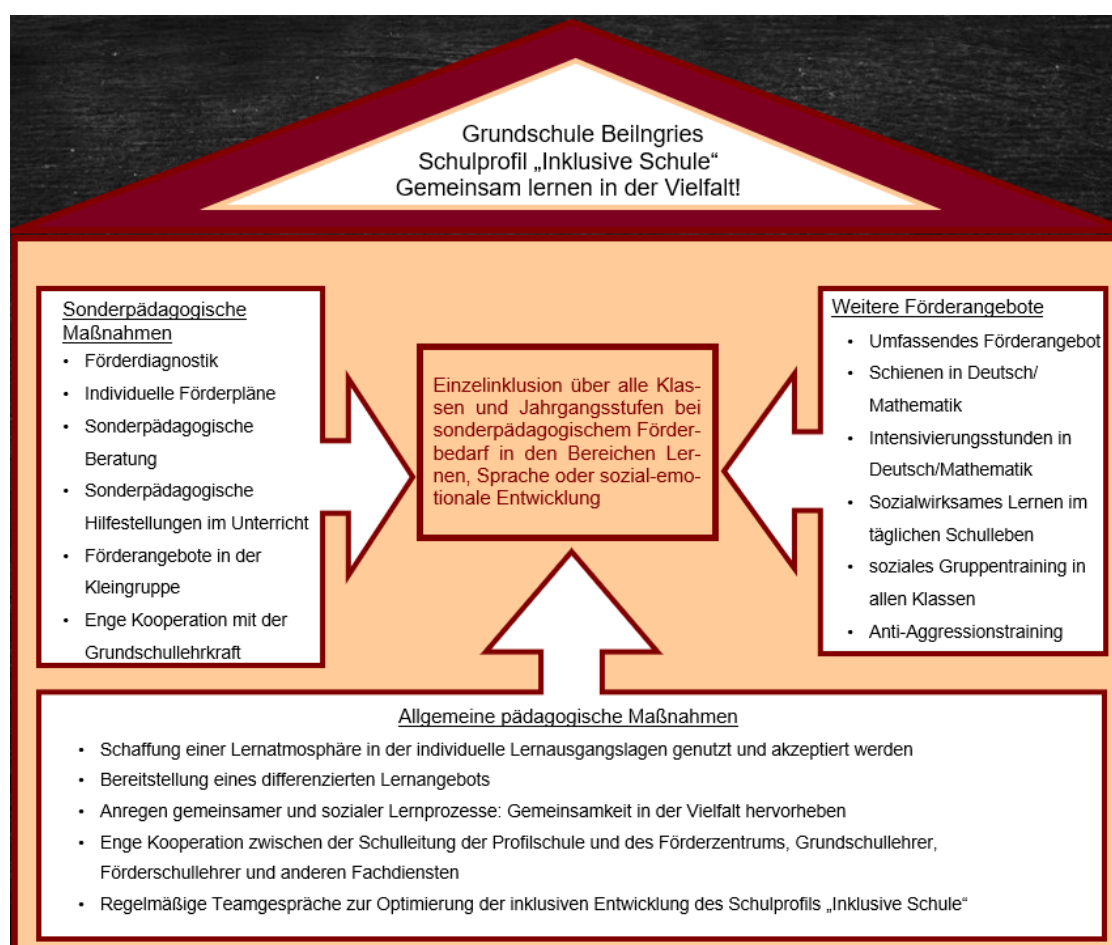 Grundschule Beilngries
Schulprofil „Inklusive Schule“
Gemeinsam lernen in der Vielfalt!
Sonderpädagogische
Maßnahmen
• Förderdiagnostik
• Individuelle Förderpläne
• Sonderpädagogische
Beratung
• Sonderpädagogische
Hilfestellungen im Unterricht
• Förderangebote in der
Kleingruppe
• Enge Kooperation mit der
Grundschullehrkraft
Einzelinklusion über alle Klas-
sen und Jahrgangsstufen bei
sonderpädagogischem Förder-
bedarf in den Bereichen Ler-
nen, Sprache oder sozial-emo-
tionale Entwicklung
Weitere Förderangebote
• Umfassendes Förderangebot
• Schienen in Deutsch/
Mathematik
• Intensivierungsstunden in
Deutsch/Mathematik
• Sozialwirksames Lernen im
täglichen Schulleben
• soziales Gruppentraining in
allen Klassen
• Anti-Aggressionstraining
Allgemeine pädagogische Maßnahmen
• Schaffung einer Lernatmosphäre in der individuelle Lernausgangslagen genutzt und akzeptiert werden
• Bereitstellung eines differenzierten Lernangebots
• Anregen gemeinsamer und sozialer Lernprozesse: Gemeinsamkeit in der Vielfalt hervorheben
• Enge Kooperation zwischen der Schulleitung der Profilschule und des Förderzentrums, Grundschullehrer,
Förderschullehrer und anderen Fachdiensten
• Regelmäßige Teamgespräche zur Optimierung der inklusiven Entwicklung des Schulprofils „Inklusive Schule“